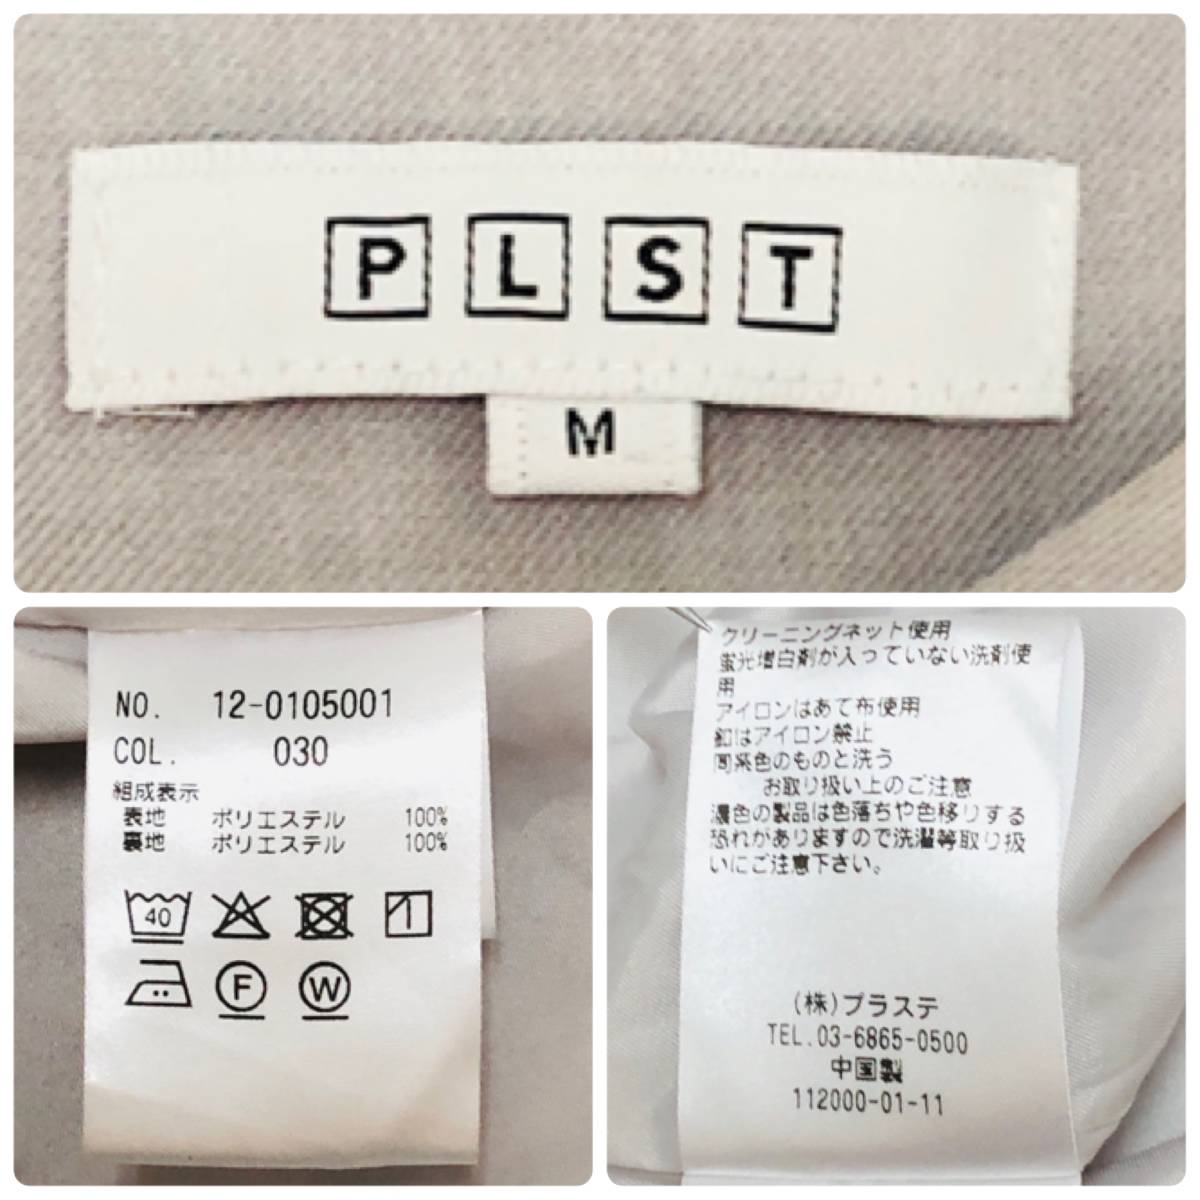 PLST
M
NO. 12-0105001
COL. 030
組成表示
表地 ポリエステル 100%
裏地 ポリエステル 100%
40
F W
クリーニングネット使用
蛍光増白剤が入っていない洗剤使
用
アイロンはあて布使用
釦はアイロン禁止
同系色のものと洗う
お取り扱い上のご注意
濃色の製品は色落ちや色移りする
恐れがありますので洗濯等取り扱
いにご注意下さい。
(株)プラステ
TEL.03-6865-0500
中国製
112000-01-11